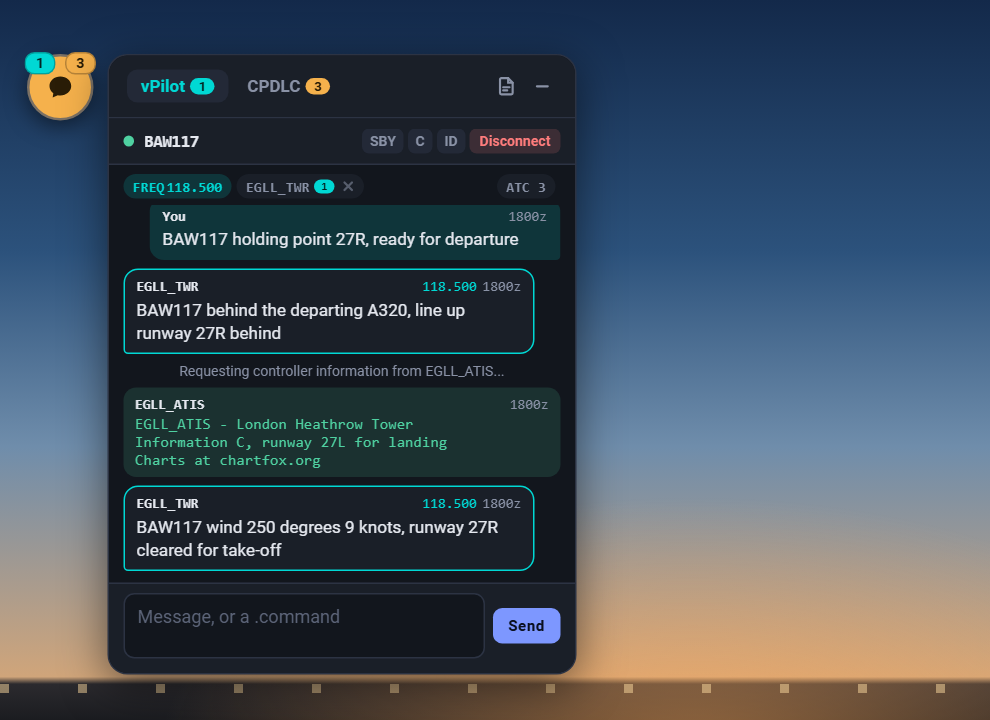 1 3
vPilot 1 CPDLC 3
BAW117 SBY C ID Disconnect
FREQ 118.500 EGLL_TWR 1 ATC 3
You 1800z
BAW117 holding point 27R, ready for departure
EGLL_TWR 118.500 1800z
BAW117 behind the departing A320, line up
runway 27R behind
Requesting controller information from EGLL_ATIS...
EGLL_ATIS 1800z
EGLL_ATIS - London Heathrow Tower
Information C, runway 27L for landing
Charts at chartfox.org
EGLL_TWR 118.500 1800z
BAW117 wind 250 degrees 9 knots, runway 27R
cleared for take-off
Message, or a .command
Send